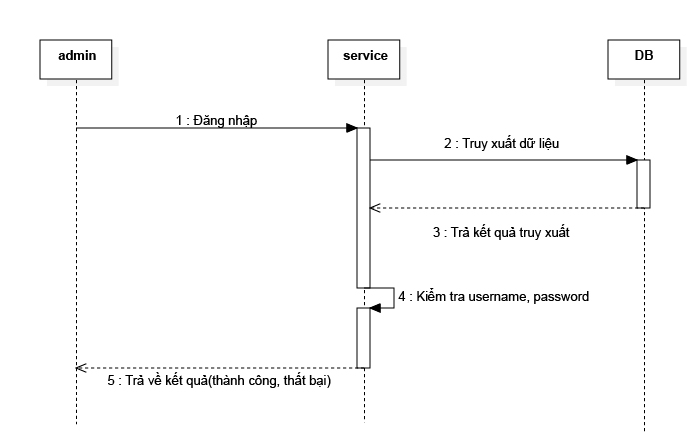 admin
service
DB
1 : Đăng nhập
2 : Truy xuất dữ liệu
3 : Trả kết quả truy xuất
4 : Kiểm tra username, password
5 : Trả về kết quả(thành công, thất bại)